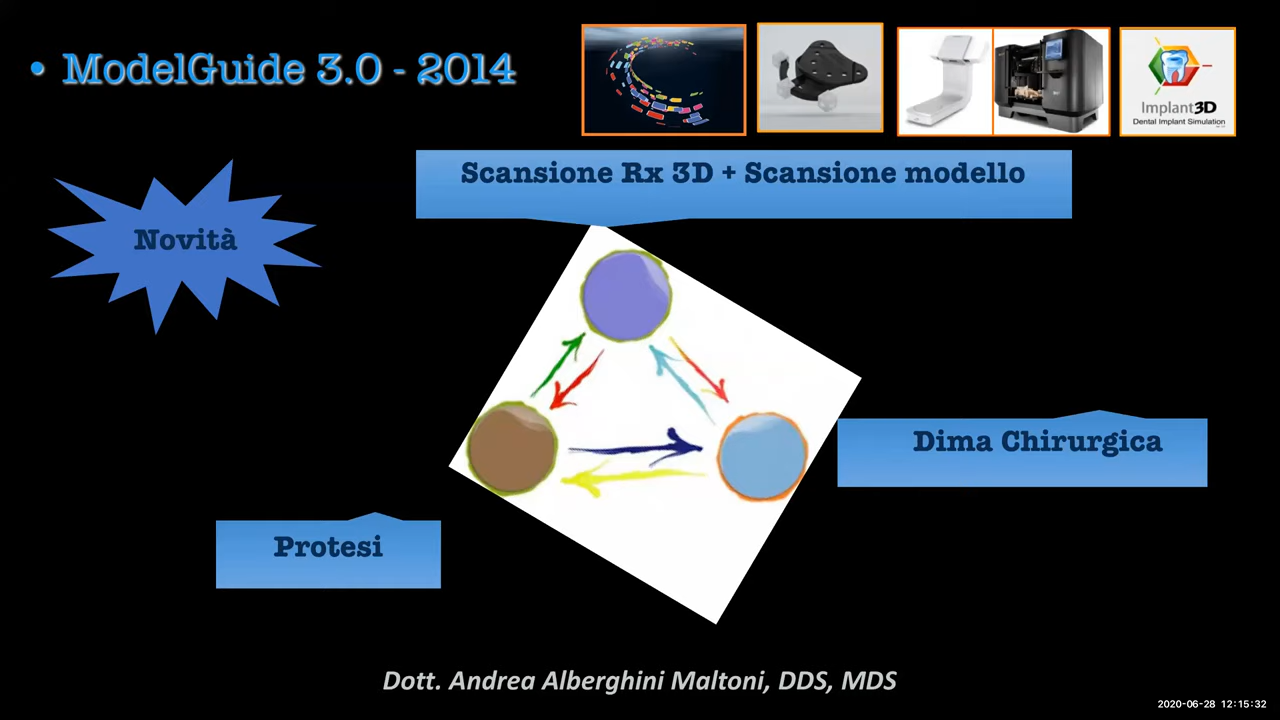 • ModelGuide 3.0 - 2014
Implant3D
Dental Implant Simulation
Scansione Rx 3D + Scansione modello
Novità
Dima Chirurgica
Protesi
Dott. Andrea Alberghini Maltoni, DDS, MDS
2020-06-28 12:15:32